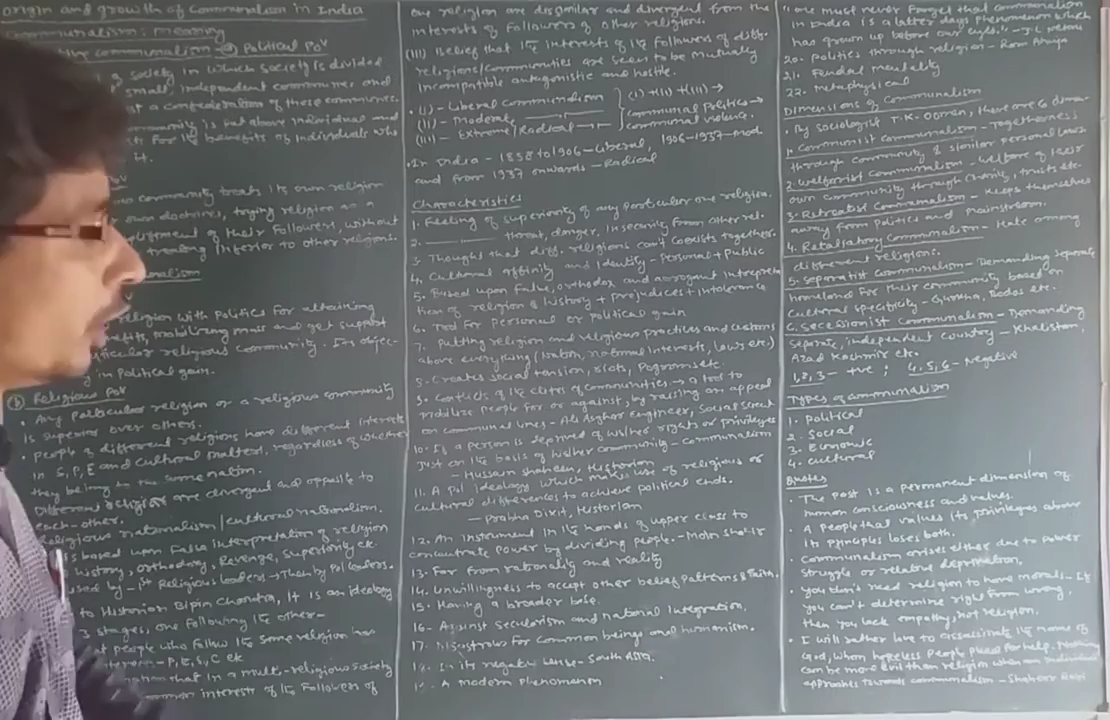 origin and growth of communalism in India
Communalism: meaning
communalism - (a) Political PoV
society in which society is divided
small, independent communes and
a confederation of these communes.
community is put above individual and
for the benefits of individuals who
it.
community treats its own religion
own doctrines, trying religion as a
of their followers, without
treating inferior to other religions.
religion with politics for attaining
mobilizing mass and get support
particular religious community. Its objec-
in political gain.
(b) Religious PoV
• Any particular religion or a religious community
is superior over others.
• people of different religions have different interests
in S, P, E and cultural matters, regardless of whether
they belong to the same nation.
Different religions are divergent and opposite to
each-other.
Religious nationalism/cultural nationalism.
is based upon false interpretation of religion
history, orthodoxy, Revenge, Superiority etc
used by - 1st Religious leaders → Then by Pol leaders.
to Historian Bipin Chandra, It is an ideology
3 stages, one following the other -
people who follow the same religion has
- P, E, S, C etc
that in a multi-religious society
common interests of the followers of
one religion are dissimilar and divergent from the
interests of followers of other religions.
(III) Belief that the interests of the followers of diff.
religions/communities are seen to be mutually
incompatible antagonistic and hostile.
• (i) - Liberal communalism
(ii) - Moderate
(iii) - Extreme/Radical
(i) + (ii) + (iii) →
communal politics →
communal violence.
• In India - 1858 to 1906 - Liberal, 1906-1937 - Mod.
and from 1937 onwards - Radical
Characteristics
1. Feeling of superiority of any particular one religion.
2. threat, danger, insecurity from other rel.
3. Thought that diff. religions can't coexists together.
4. Cultural affinity and Identity - Personal + Public
5. Based upon false, orthodox and arrogant interpreta
tion of religion & history + prejudices + intolerance
6. Tool for personal or political gain
7. Putting religion and religious practices and customs
above everything (nation, national interests, laws etc.)
8. Creates social tension, riots, Pogroms etc.
9. Conflicts of the elites of communities → a tool to
mobilize people for or against, by raising an appeal
on communal lines - Ali Asghar Engineer, Social Scient
10. If a person is deprived of his/her rights or privileges
just on the basis of his/her community - communalism
- Hussain Shaheen, Historian
11. A Pol ideology which makes use of religious or
cultural differences to achieve political ends.
- Prabha Dixit, Historian
12. An instrument in the hands of upper class to
concentrate power by dividing people.
13. Far from rationality and reality
14. Unwillingness to accept other belief patterns & faith.
15. Having a broader base.
16. Against secularism and national integration.
17. Disastrous for common beings and humanism.
18. In its negative sense - South Asia.
19. A modern phenomenon
"one must never forget that communalism
in India is a latter days phenomenon which
has grown up before our eyes." - J.L. Nehru
20. Politics through religion - Ram Ahuja
21. Feudal mentality
22. Metaphysical
Dimensions of communalism
• By sociologist T.K. Oomen, there are 6 dimen-
1. Communist communalism - Togetherness
through community & similar personal laws
2. Welfarist communalism - welfare of their
own community through charity, trusts etc.
3. Retreatist communalism - Keeps themselves
away from politics and mainstream.
4. Retaliatory communalism - Hate among
different religions.
5. Separatist communalism - Demanding separate
homeland for their community based on
cultural specificity - Gurkha, Bodos etc.
6. Secessionist communalism - Demanding
separate, independent country - Khalistan,
Azad Kashmir etc.
1,2,3 - +ve ; 4,5,6 - Negative
Types of communalism
1. Political
2. Social
3. Economic
4. Cultural
Quotes
• The past is a permanent dimension of
human consciousness and values.
• A people that values its privileges above
its principles loses both.
• Communalism arises either due to power
struggle or relative deprivation,
• You don't need religion to have morals - If
you can't determine right from wrong,
then you lack empathy, not religion.
• I will rather love to assassinate the name of
God, whom hopeless people plead for help. Nothing
can be more evil than religion when an individual
approaches towards communalism - Shaheer